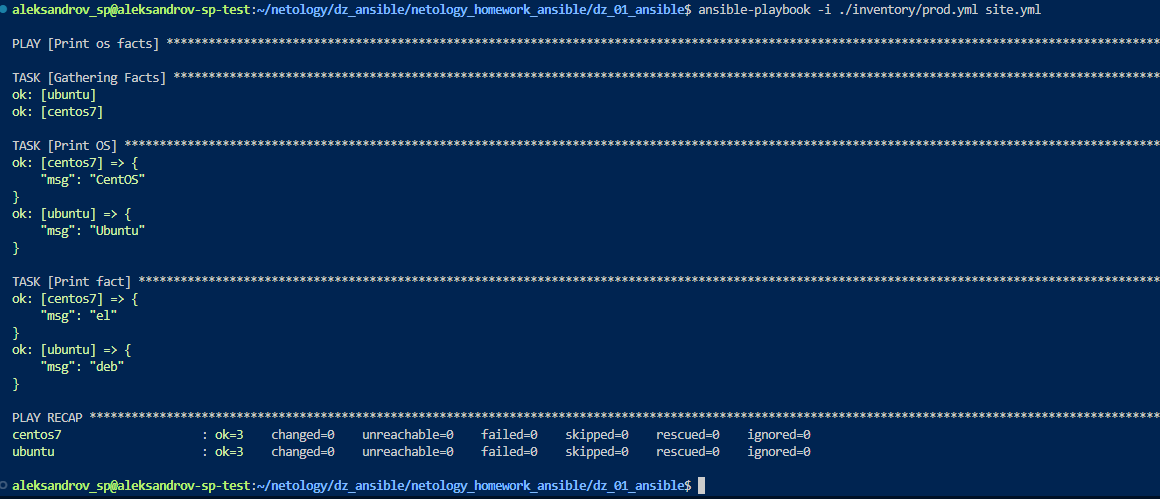 aleksandrov_sp@aleksandrov-sp-test:~/netology/dz_ansible/netology_homework_ansible/dz_01_ansible$ ansible-playbook -i ./inventory/prod.yml site.yml
PLAY [Print os facts] **********************************************************************************************************************************************
TASK [Gathering Facts] *********************************************************************************************************************************************
ok: [ubuntu]
ok: [centos7]
TASK [Print OS] ****************************************************************************************************************************************************
ok: [centos7] => {
    "msg": "CentOS"
}
ok: [ubuntu] => {
    "msg": "Ubuntu"
}
TASK [Print fact] **************************************************************************************************************************************************
ok: [centos7] => {
    "msg": "el"
}
ok: [ubuntu] => {
    "msg": "deb"
}
PLAY RECAP *********************************************************************************************************************************************************
centos7                    : ok=3    changed=0    unreachable=0    failed=0    skipped=0    rescued=0    ignored=0
ubuntu                     : ok=3    changed=0    unreachable=0    failed=0    skipped=0    rescued=0    ignored=0
aleksandrov_sp@aleksandrov-sp-test:~/netology/dz_ansible/netology_homework_ansible/dz_01_ansible$